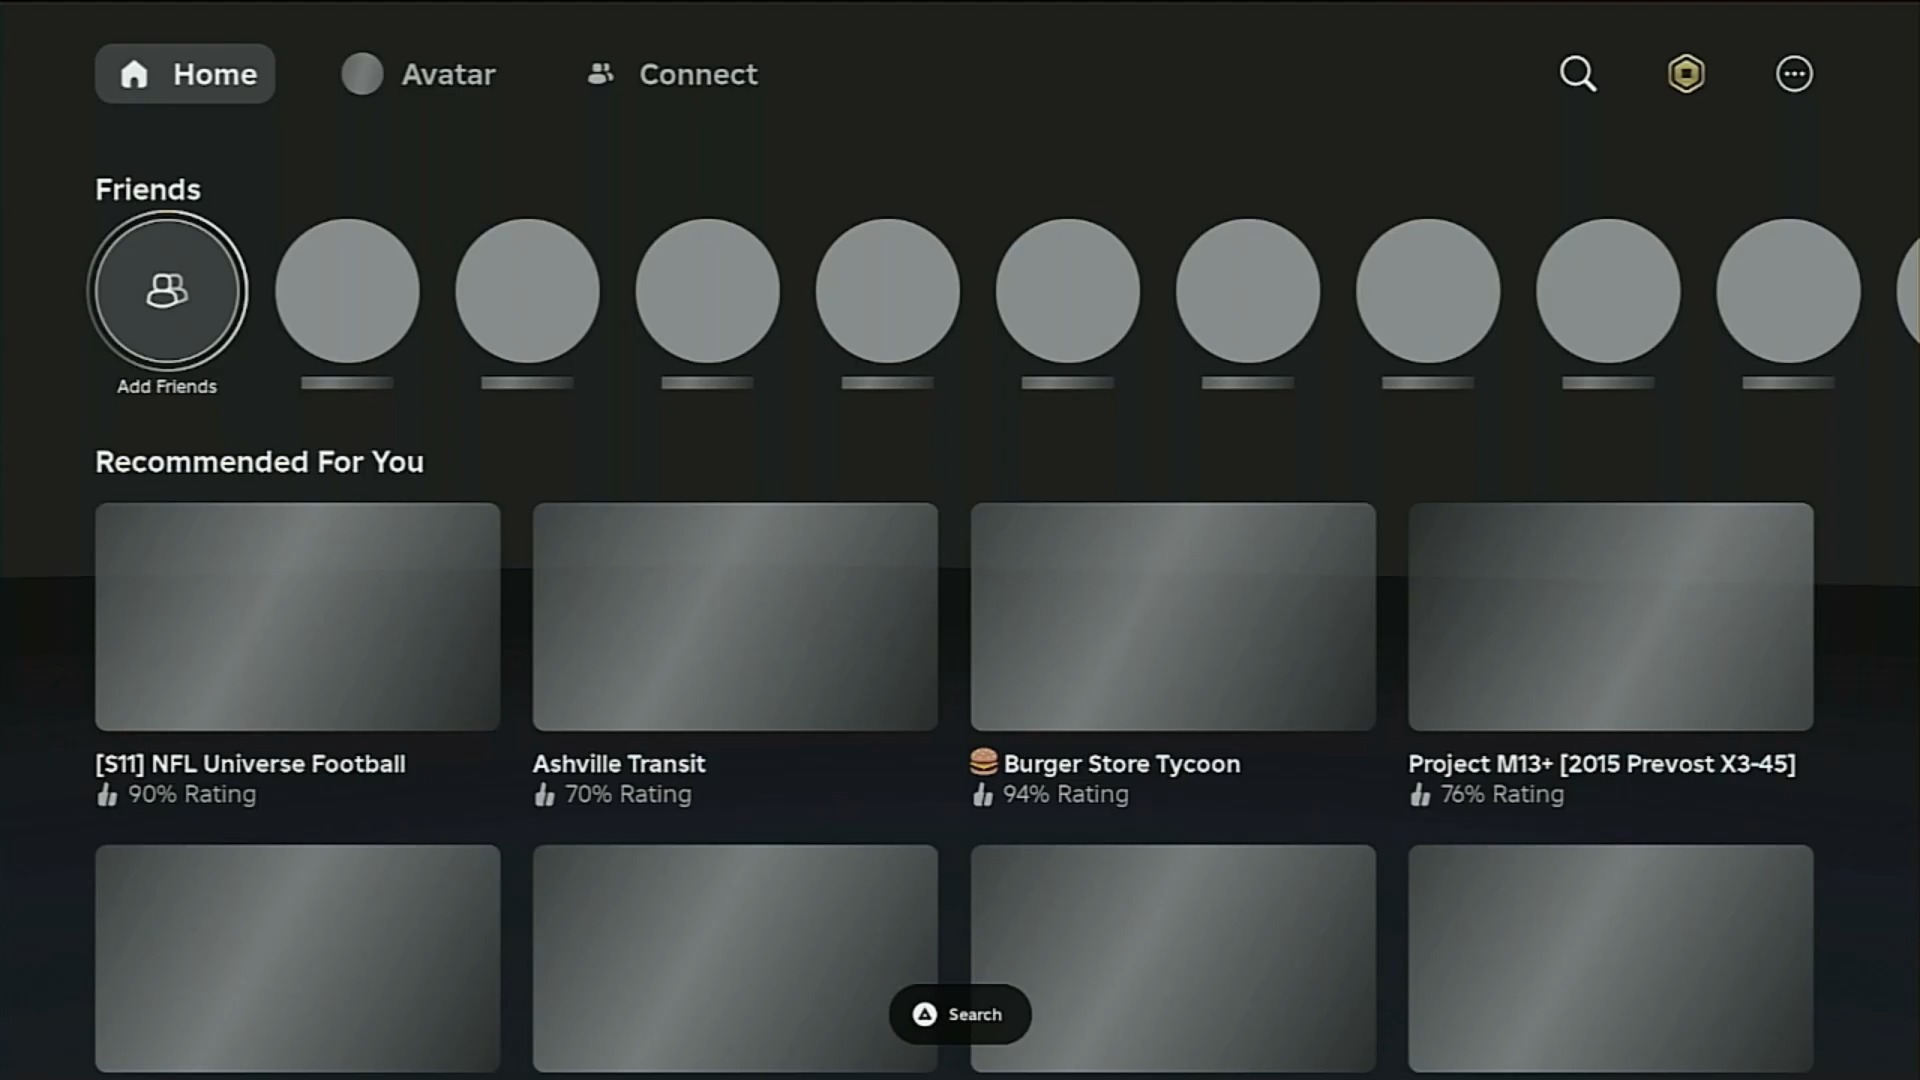 Home
Avatar
Connect
Friends
Add Friends
Recommended For You
[S11] NFL Universe Football
90% Rating
Ashville Transit
70% Rating
🍔 Burger Store Tycoon
94% Rating
Project M13+ [2015 Prevost X3-45]
76% Rating
Search